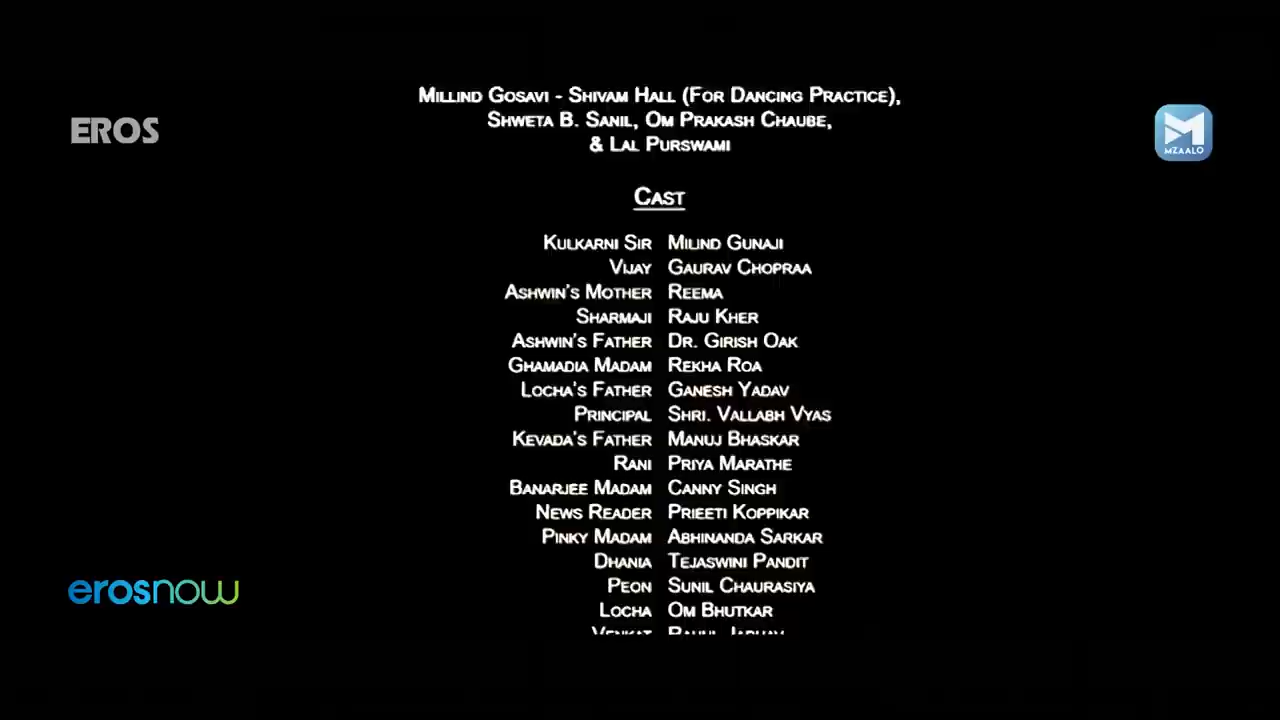 Millind Gosavi - Shivam Hall (For Dancing Practice),
Shweta B. Sanil, Om Prakash Chaube,
& Lal Purswami
EROS
MZAALO
Cast
Kulkarni Sir Milind Gunaji
Vijay Gaurav Chopraa
Ashwin's Mother Reema
Sharmaji Raju Kher
Ashwin's Father Dr. Girish Oak
Ghamadia Madam Rekha Roa
Locha's Father Ganesh Yadav
Principal Shri. Vallabh Vyas
Kevada's Father Manuj Bhaskar
Rani Priya Marathe
Banarjee Madam Canny Singh
News Reader Prieeti Koppikar
Pinky Madam Abhinanda Sarkar
Dhania Tejaswini Pandit
Peon Sunil Chaurasiya
Locha Om Bhutkar
erosnow
Venkat